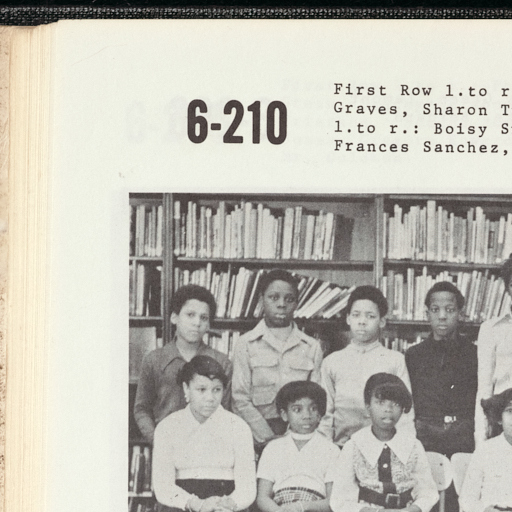 6-210
First Row l.to r
Graves, Sharon T
l.to r.: Boisy S
Frances Sanchez,